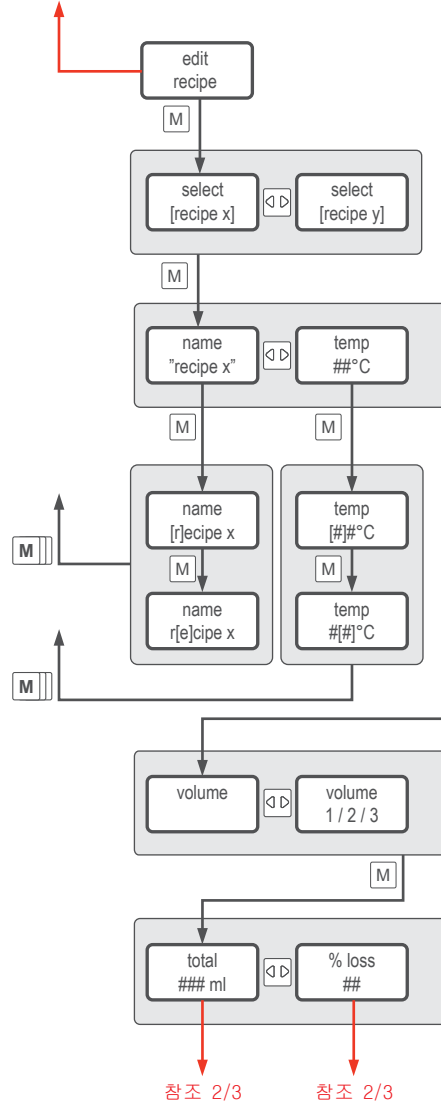 edit
recipe
M
select
[recipe x]
select
[recipe y]
M
name
"recipe x"
temp
##°C
M
M
name
[r]ecipe x
temp
[#]#°C
M
M
M
name
r[e]cipe x
temp
#[#]°C
M
volume
volume
1 / 2 / 3
M
total
### ml
% loss
##
참조 2/3
참조 2/3